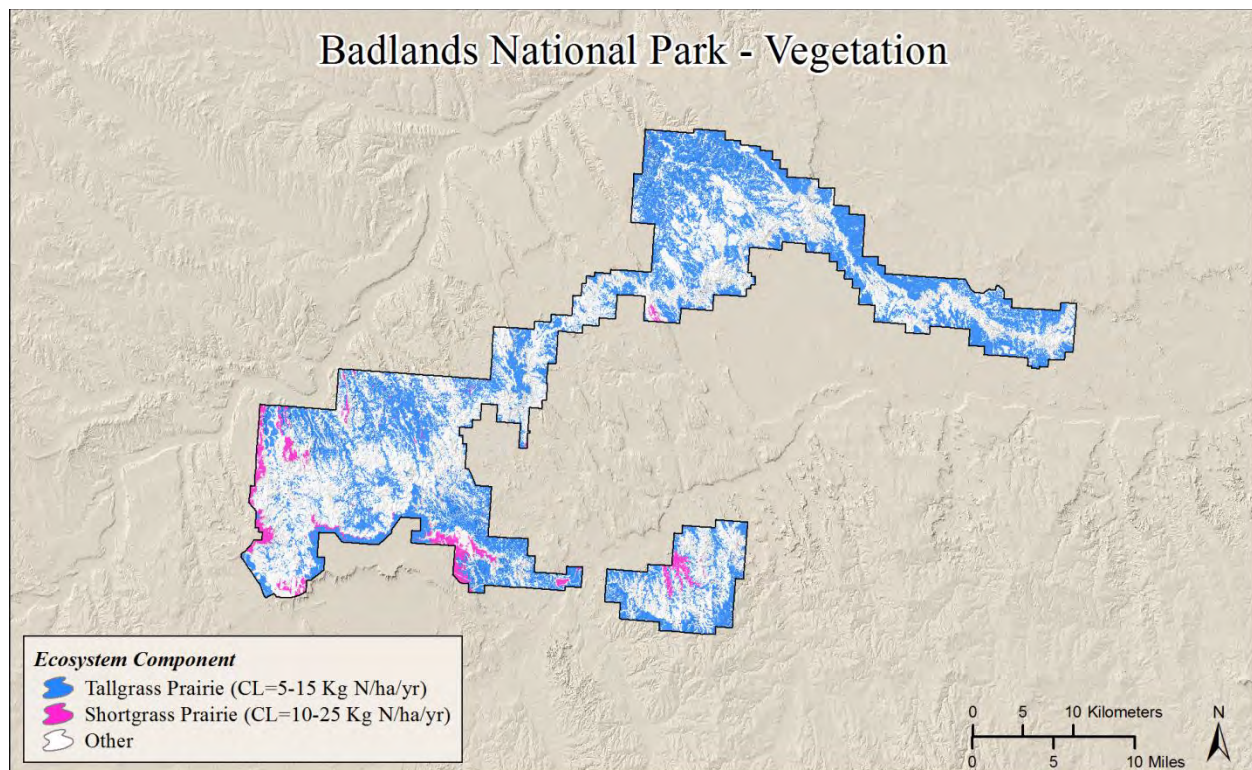 Badlands National Park - Vegetation
Ecosystem Component
Tallgrass Prairie (CL=5-15 Kg N/ha/yr)
Shortgrass Prairie (CL=10-25 Kg N/ha/yr)
Other
0 5 10 Kilometers
0 5 10 Miles
N